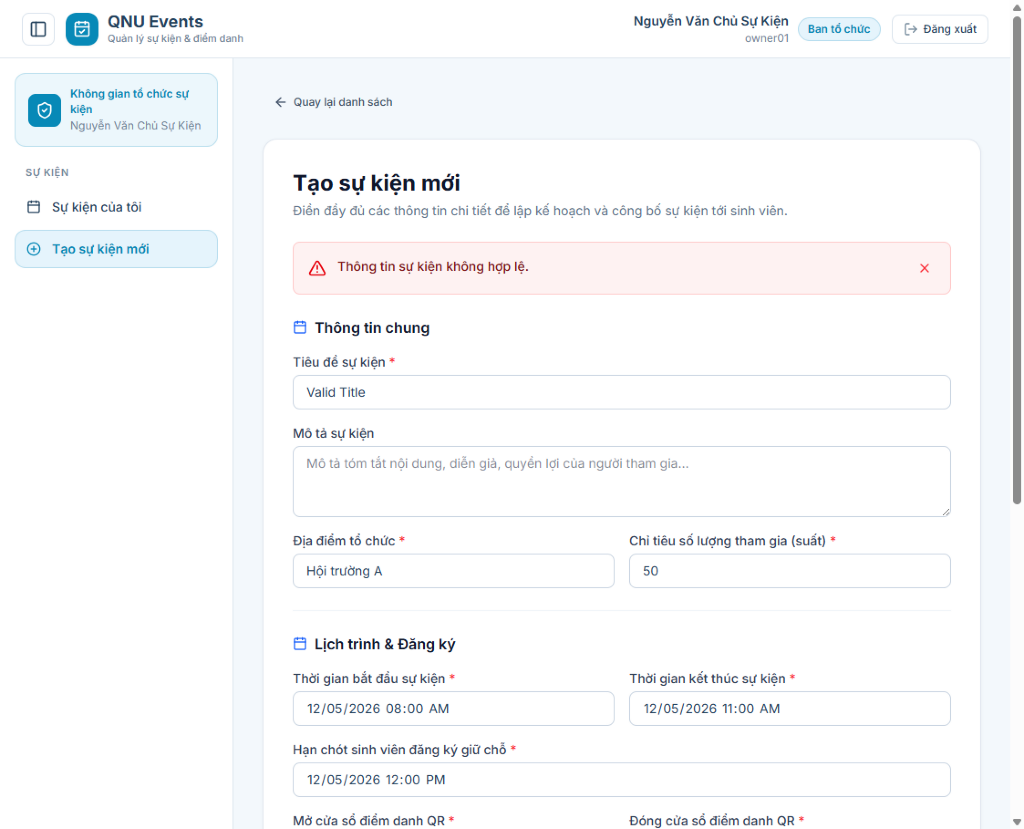 QNU Events
Quản lý sự kiện & điểm danh
Nguyễn Văn Chủ Sự Kiện
owner01
Ban tổ chức
Đăng xuất
Không gian tổ chức sự
kiện
Nguyễn Văn Chủ Sự Kiện
SỰ KIỆN
Sự kiện của tôi
Tạo sự kiện mới
Quay lại danh sách
Tạo sự kiện mới
Điền đầy đủ các thông tin chi tiết để lập kế hoạch và công bố sự kiện tới sinh viên.
Thông tin sự kiện không hợp lệ.
Thông tin chung
Tiêu đề sự kiện *
Valid Title
Mô tả sự kiện
Mô tả tóm tắt nội dung, diễn giả, quyền lợi của người tham gia...
Địa điểm tổ chức *
Chỉ tiêu số lượng tham gia (suất) *
Hội trường A
50
Lịch trình & Đăng ký
Thời gian bắt đầu sự kiện *
Thời gian kết thúc sự kiện *
12/05/2026 08:00 AM
12/05/2026 11:00 AM
Hạn chót sinh viên đăng ký giữ chỗ *
12/05/2026 12:00 PM
Mở cửa sổ điểm danh QR *
Đóng cửa sổ điểm danh QR *